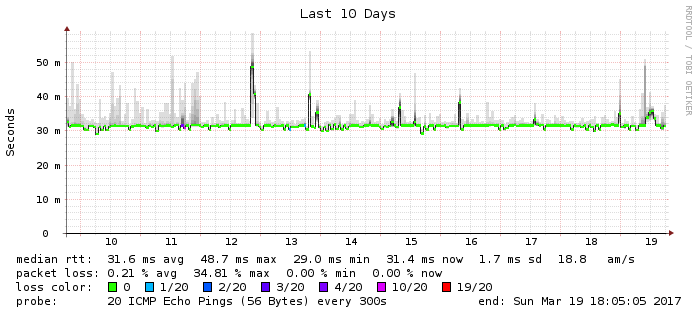 Last 10 Days
RRDTOOL / TOBI OETIKER
Seconds
50 m
40 m
30 m
20 m
10 m
0
10 11 12 13 14 15 16 17 18 19
median rtt: 31.6 ms avg 48.7 ms max 29.0 ms min 31.4 ms now 1.7 ms sd 18.8 am/s
packet loss: 0.21 % avg 34.81 % max 0.00 % min 0.00 % now
loss color: 0 1/20 2/20 3/20 4/20 10/20 19/20
probe: 20 ICMP Echo Pings (56 Bytes) every 300s end: Sun Mar 19 18:05:05 2017